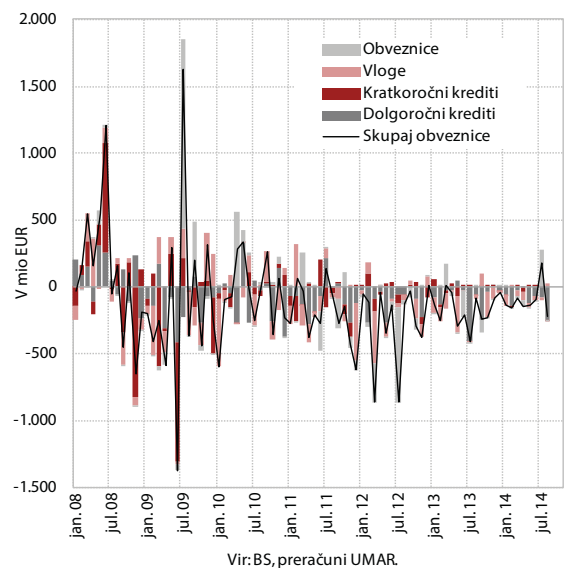 2.000
1.500
1.000
500
0
-500
-1.000
-1.500
V mio EUR
Obveznice
Vloge
Kratkoročni krediti
Dolgoročni krediti
Skupaj obveznice
jan. 08
jul. 08
jan. 09
jul. 09
jan. 10
jul. 10
jan. 11
jul. 11
jan. 12
jul. 12
jan. 13
jul. 13
jan. 14
jul. 14
Vir: BS, preračuni UMAR.